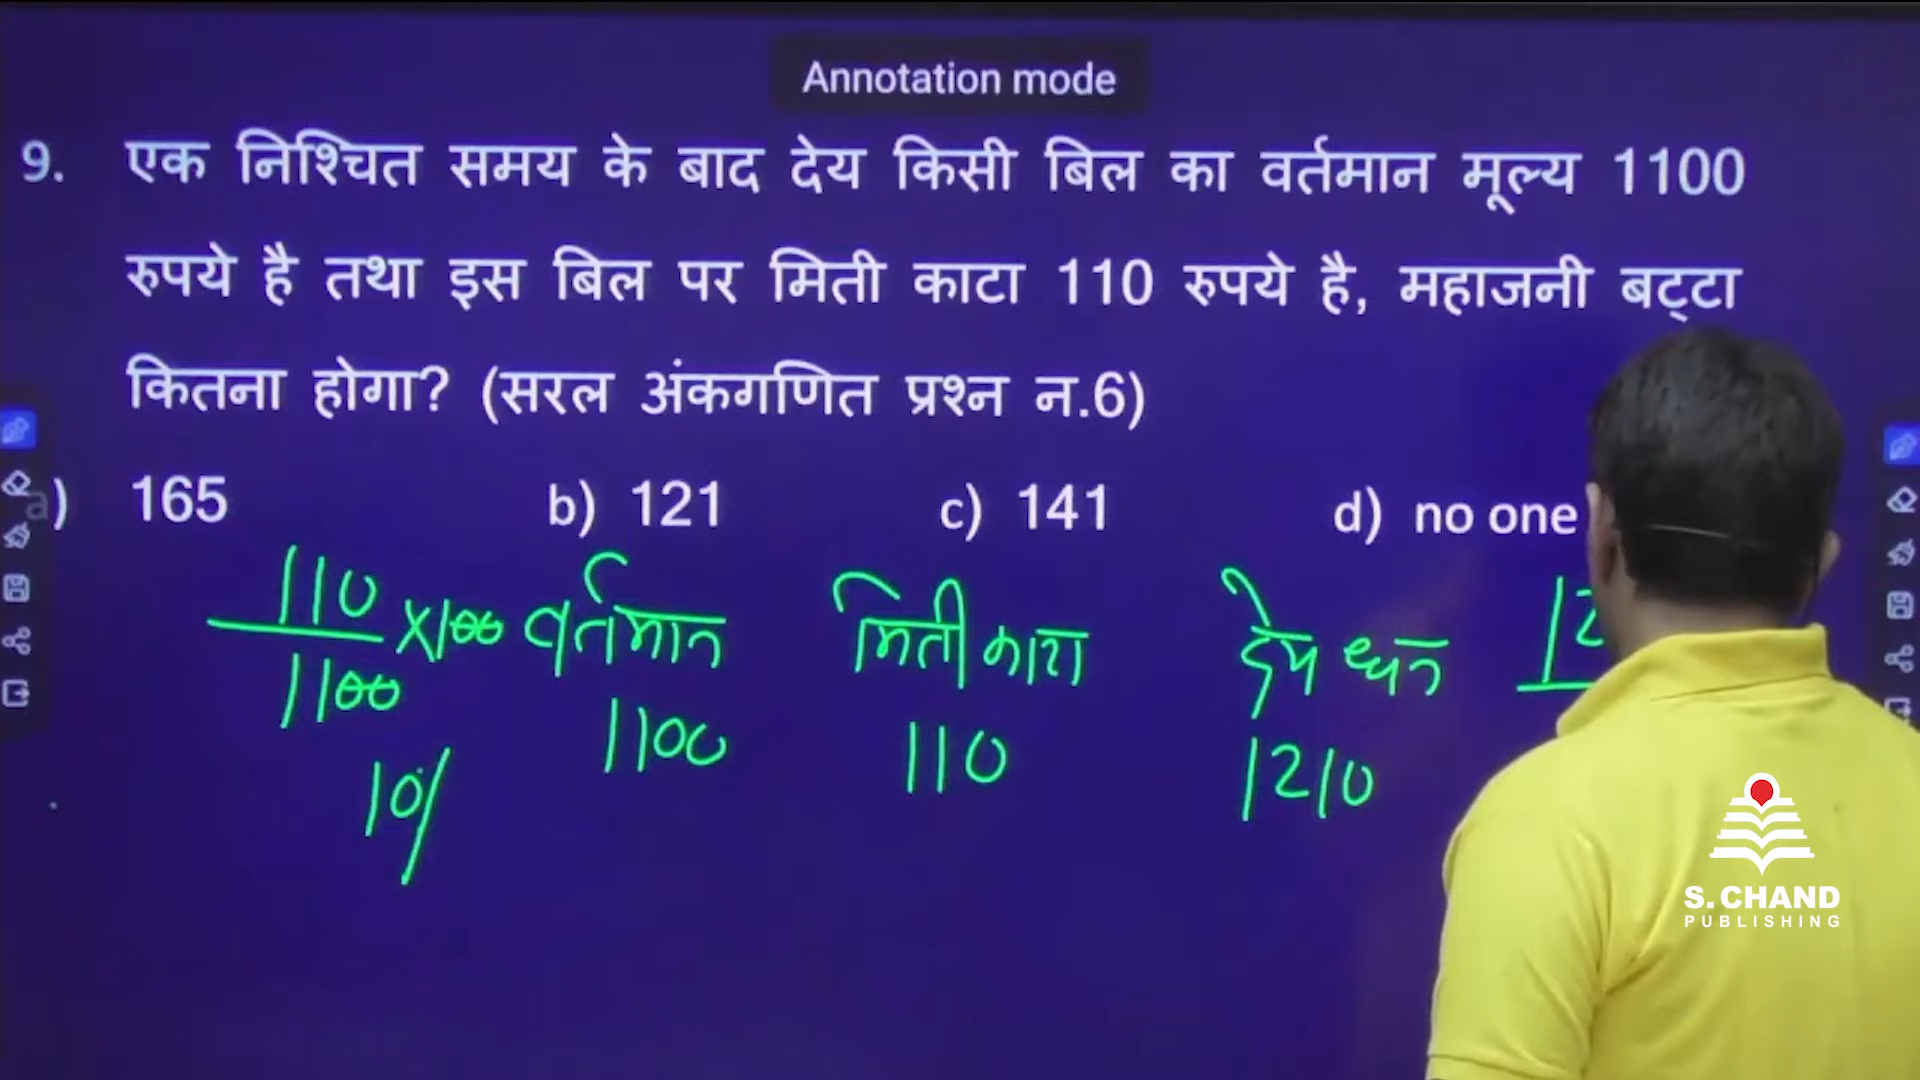 Annotation mode
9. एक निश्चित समय के बाद देय किसी बिल का वर्तमान मूल्य 1100
रुपये है तथा इस बिल पर मिती काटा 110 रुपये है, महाजनी बट्टा
कितना होगा? (सरल अंकगणित प्रश्न न.6)
a) 165 b) 121 c) 141 d) no one
110
1100
×100
10%
वर्तमान
1100
मिती काटा
110
देय धन
1210
12
S. CHAND
PUBLISHING